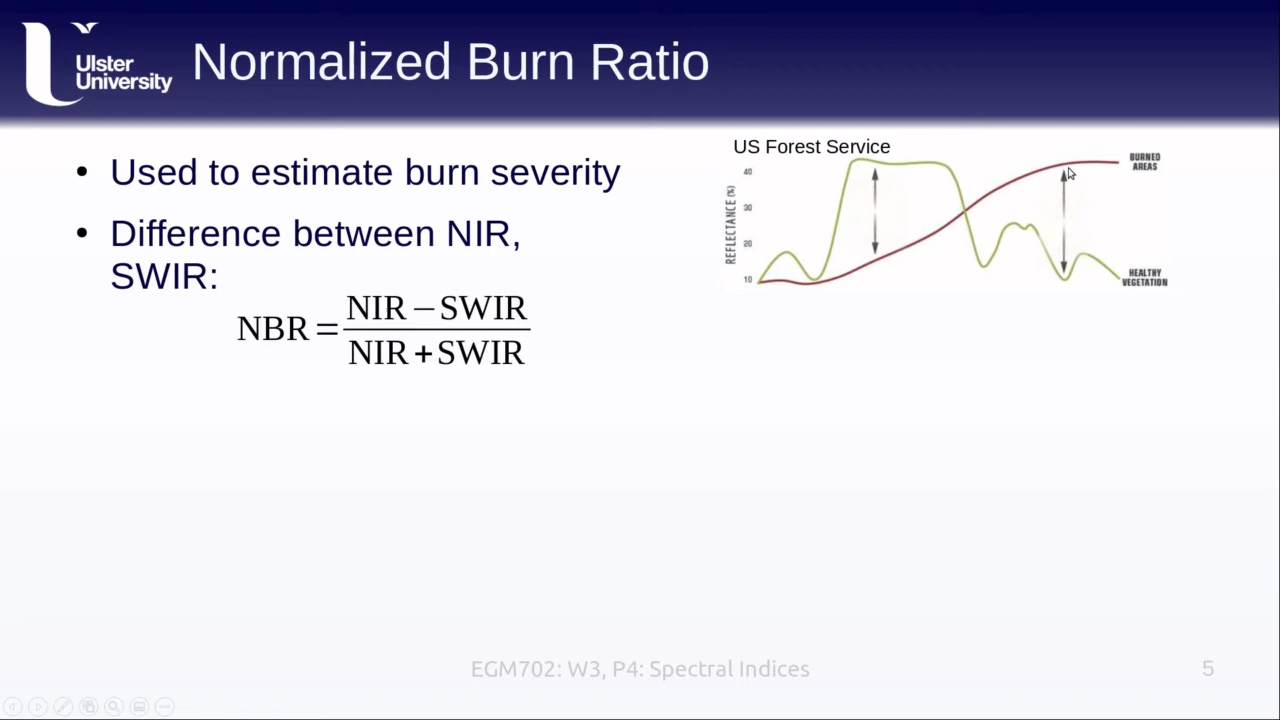 Ulster
University
Normalized Burn Ratio
• Used to estimate burn severity
• Difference between NIR,
SWIR:
NBR = NIR − SWIR
NIR + SWIR
US Forest Service
REFLECTANCE (%)
40
30
20
10
BURNED
AREAS
HEALTHY
VEGETATION
EGM702: W3, P4: Spectral Indices
5